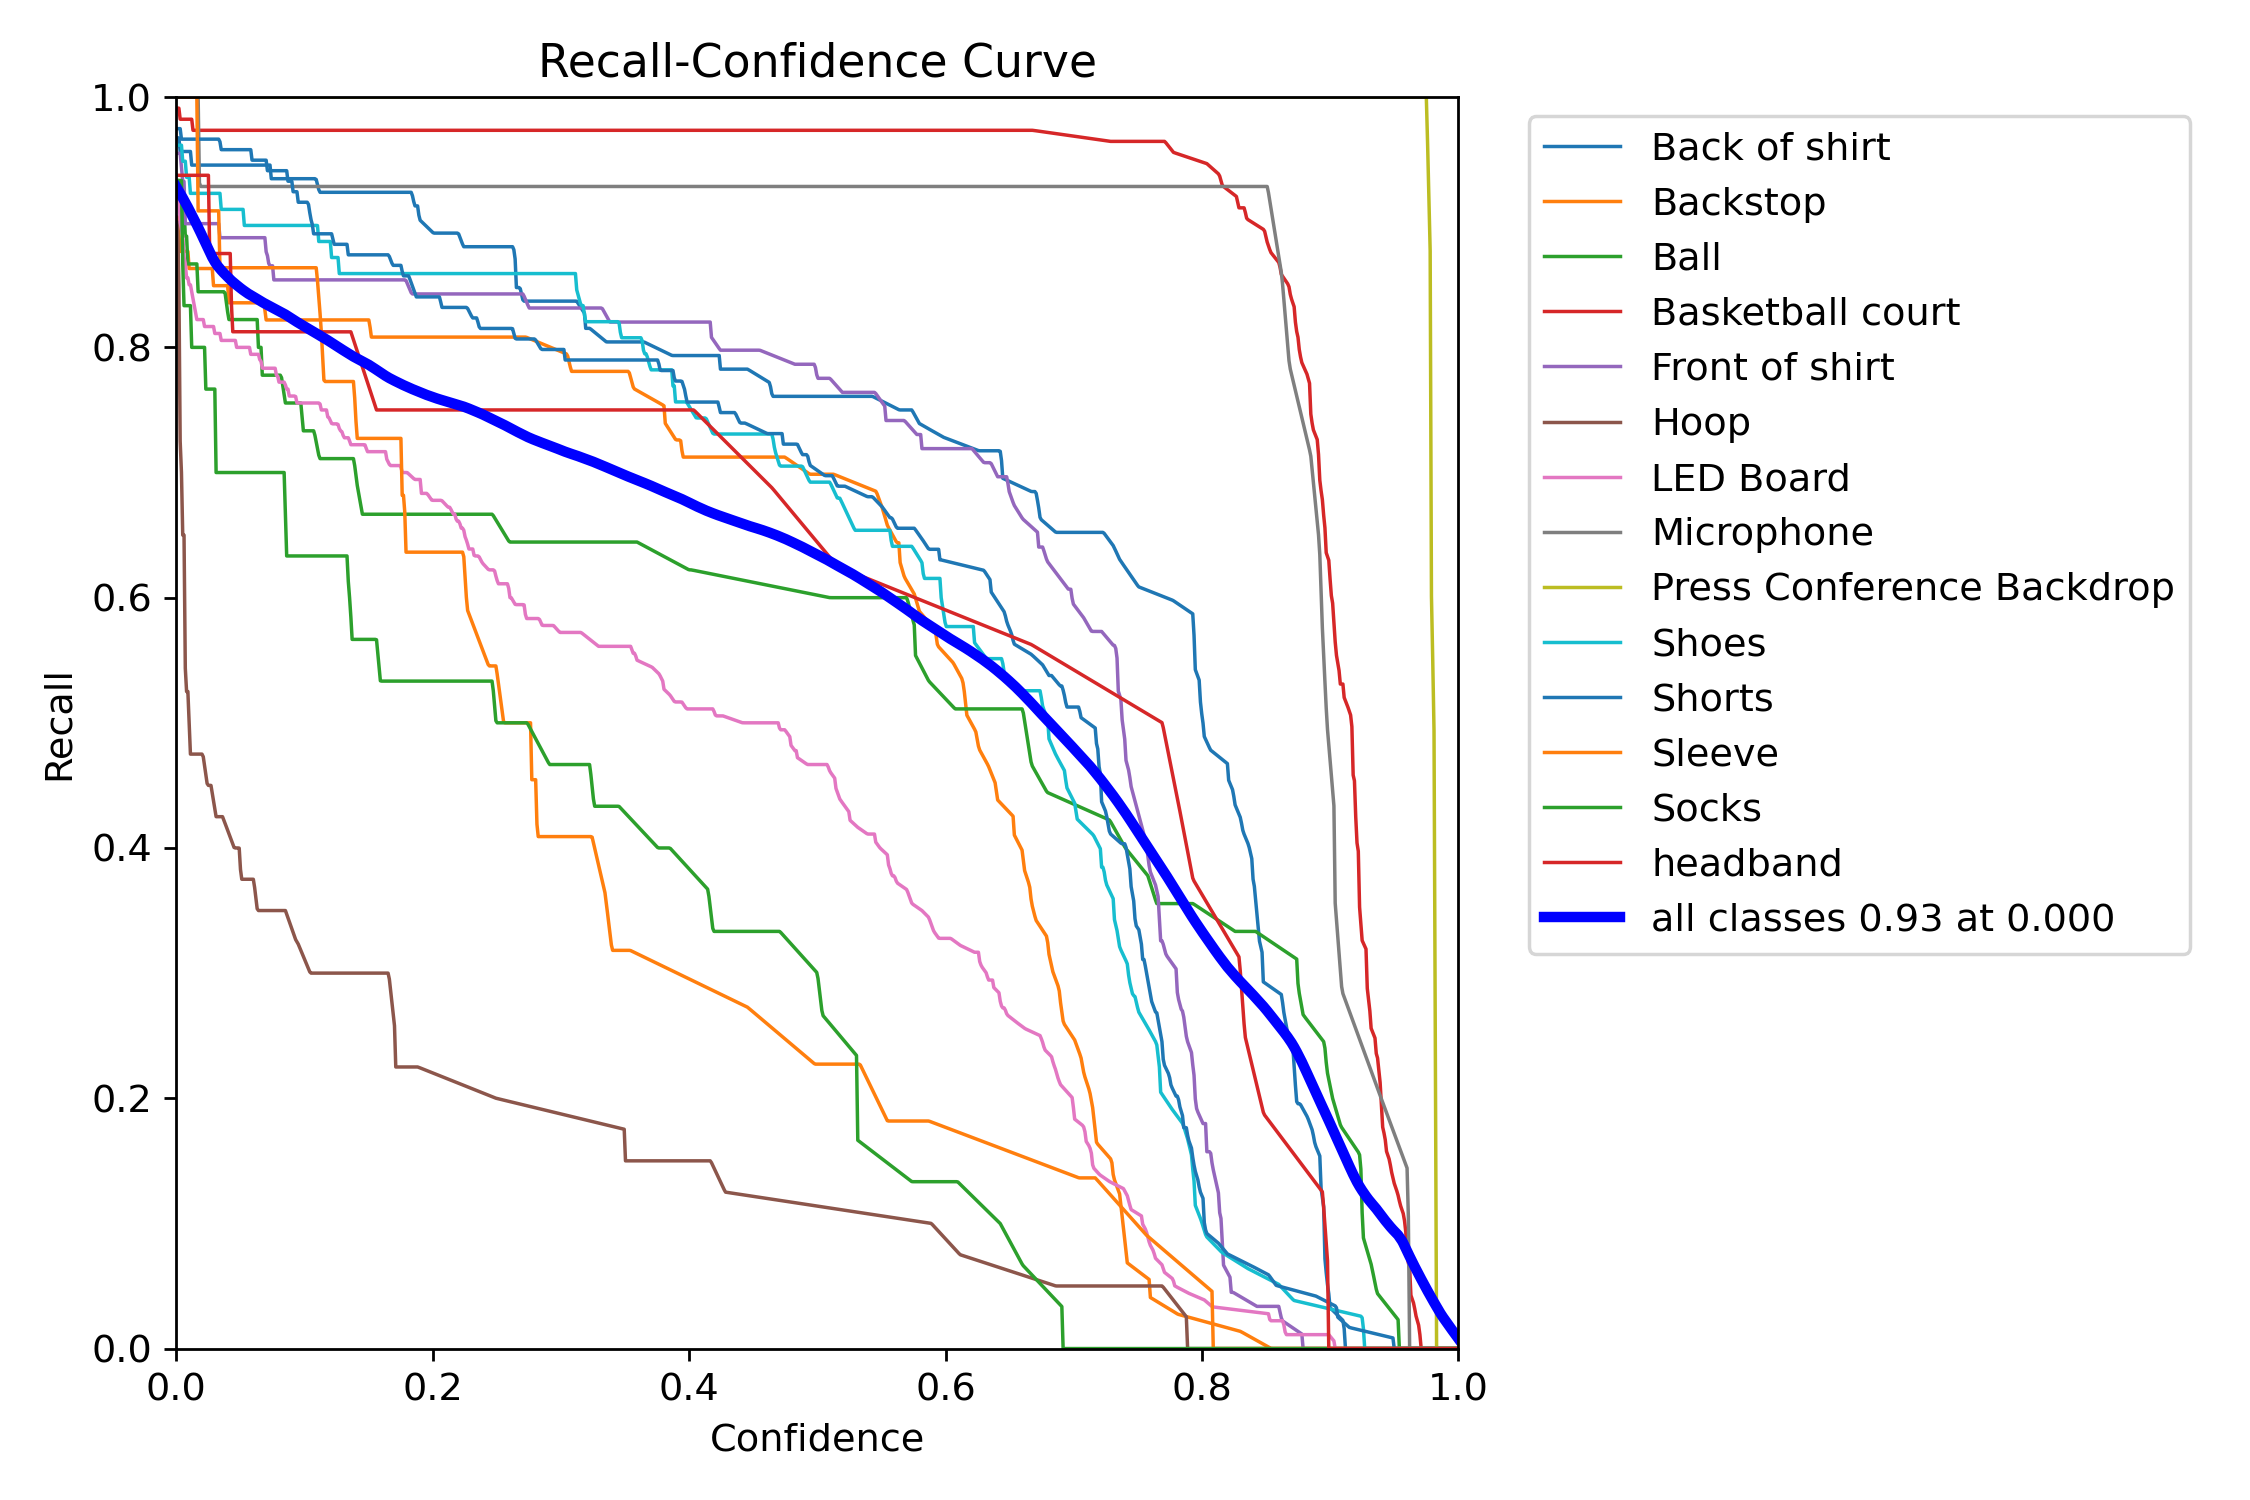 Recall-Confidence Curve
1.0
0.8
0.6
0.4
0.2
0.0
Recall
0.0 0.2 0.4 0.6 0.8 1.0
Confidence
Back of shirt
Backstop
Ball
Basketball court
Front of shirt
Hoop
LED Board
Microphone
Press Conference Backdrop
Shoes
Shorts
Sleeve
Socks
headband
all classes 0.93 at 0.000